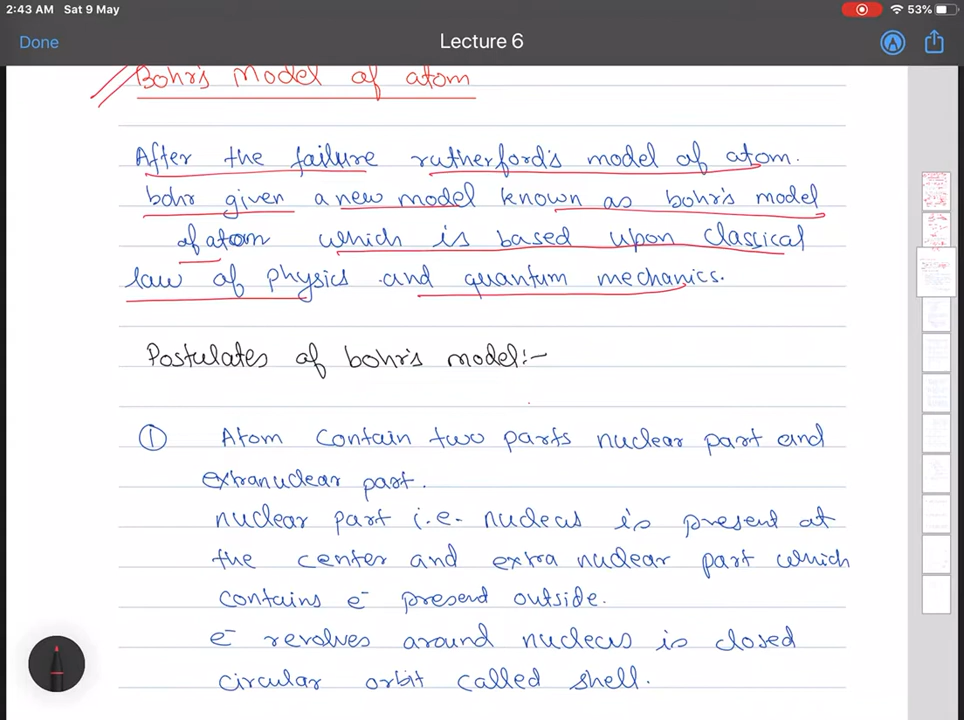 2:43 AM Sat 9 May 53%
Done Lecture 6
Bohr's Model of atom
After the failure rutherford's model of atom.
bohr given a new model known as bohr's model
of atom which is based upon classical
law of physics and quantum mechanics.
Postulates of bohr's model:-
① Atom contain two parts nuclear part and
extranuclear part.
nuclear part i.e. nucleus is present at
the center and extra nuclear part which
contains e⁻ present outside.
e⁻ revolves around nucleus is closed
circular orbit called shell.